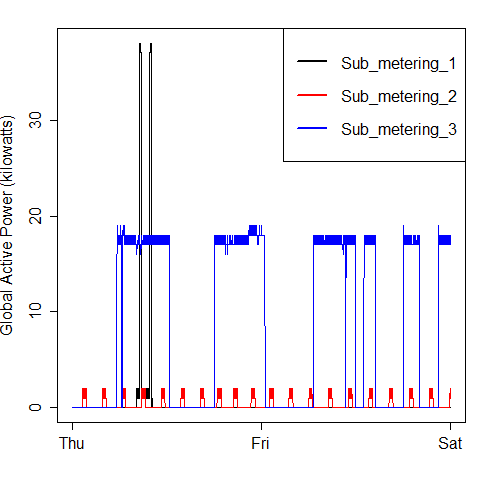 Sub_metering_1
Sub_metering_2
Sub_metering_3
Global Active Power (kilowatts)
30
20
10
0
Thu Fri Sat